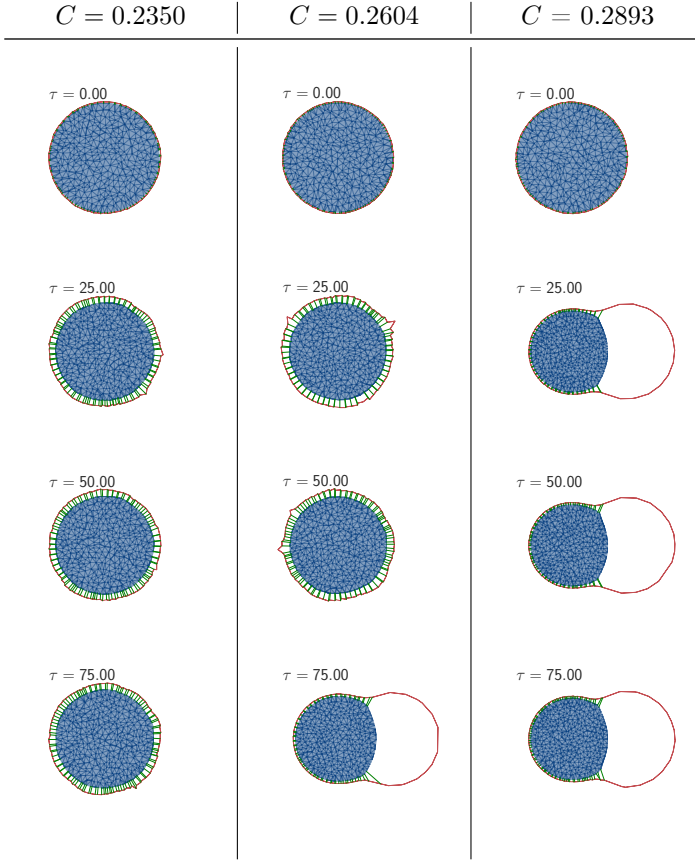 C = 0.2350 C = 0.2604 C = 0.2893
τ = 0.00 τ = 0.00 τ = 0.00
τ = 25.00 τ = 25.00 τ = 25.00
τ = 50.00 τ = 50.00 τ = 50.00
τ = 75.00 τ = 75.00 τ = 75.00